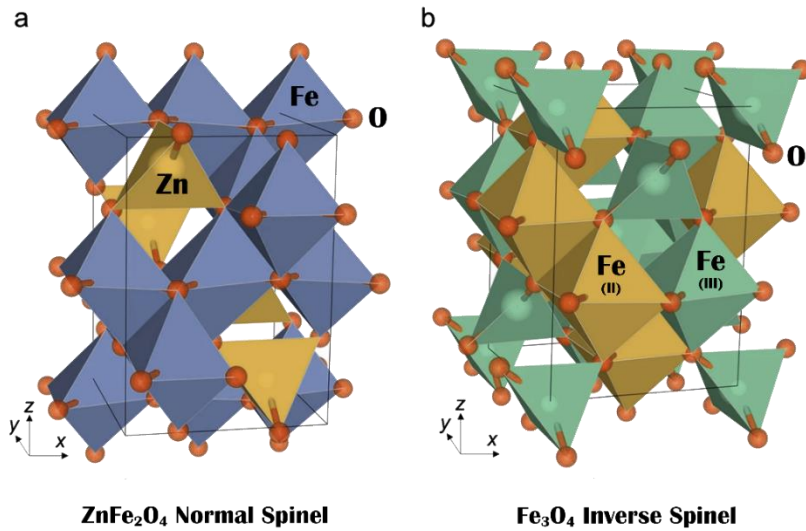 a
b
Fe
O
Zn
O
Fe
(II)
Fe
(III)
z
y
x
z
y
x
ZnFe₂O₄ Normal Spinel
Fe₃O₄ Inverse Spinel